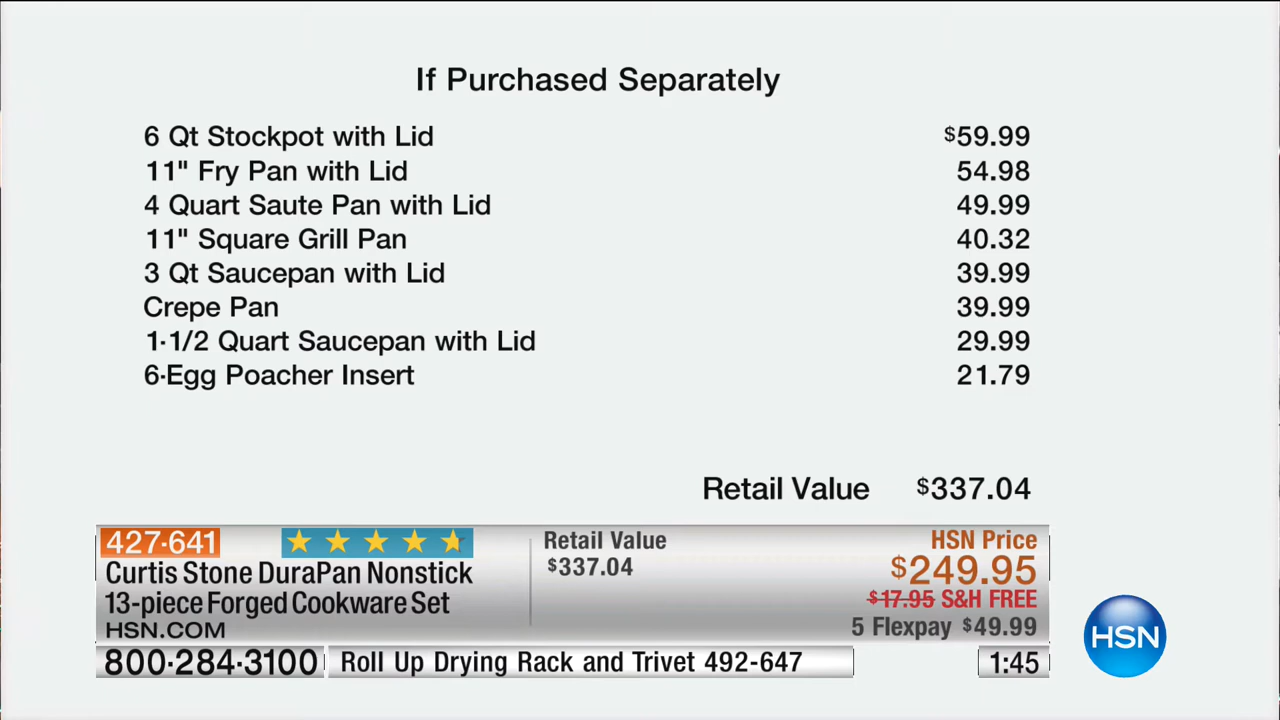 If Purchased Separately
6 Qt Stockpot with Lid $59.99
11" Fry Pan with Lid 54.98
4 Quart Saute Pan with Lid 49.99
11" Square Grill Pan 40.32
3 Qt Saucepan with Lid 39.99
Crepe Pan 39.99
1·1/2 Quart Saucepan with Lid 29.99
6·Egg Poacher Insert 21.79
Retail Value $337.04
427·641
Curtis Stone DuraPan Nonstick
13-piece Forged Cookware Set
HSN.COM
Retail Value
$337.04
HSN Price
$249.95
$17.95 S&H FREE
5 Flexpay $49.99
800·284·3100
Roll Up Drying Rack and Trivet 492-647
1:45
HSN